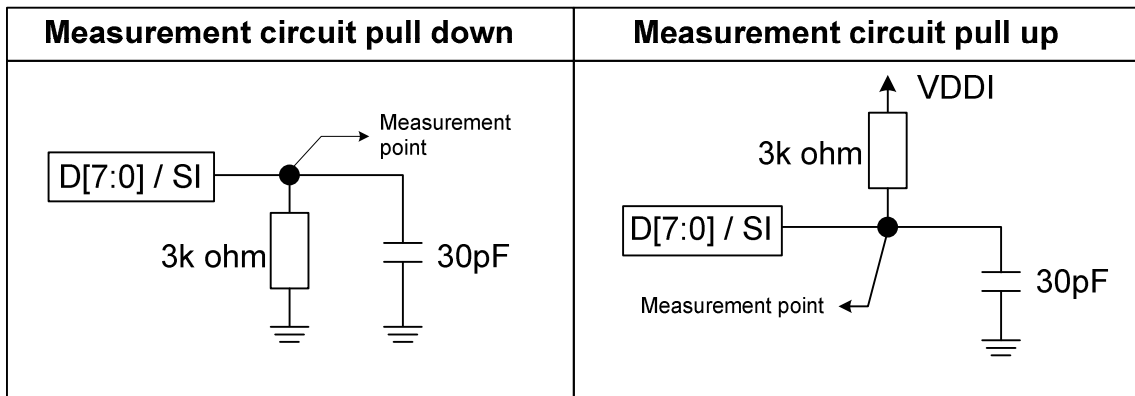 Measurement circuit pull down
Measurement circuit pull up
Measurement
point
D[7:0] / SI
3k ohm
30pF
VDDI
3k ohm
D[7:0] / SI
Measurement point
30pF